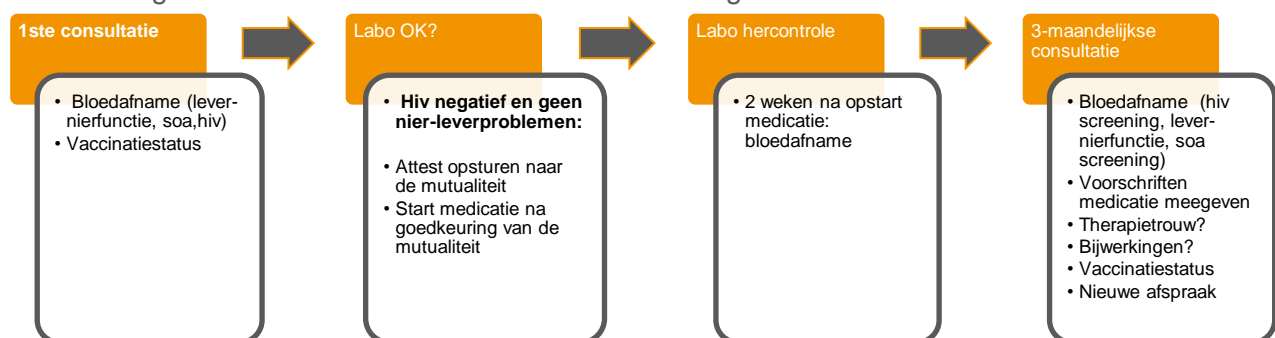 1ste consultatie
• Bloedafname (lever-
nierfunctie, soa,hiv)
• Vaccinatiestatus
Labo OK?
• Hiv negatief en geen
nier-leverproblemen:
• Attest opsturen naar
de mutualiteit
• Start medicatie na
goedkeuring van de
mutualiteit
Labo hercontrole
• 2 weken na opstart
medicatie:
bloedafname
3-maandelijkse
consultatie
• Bloedafname (hiv
screening, lever-
nierfunctie, soa
screening)
• Voorschriften
medicatie meegeven
• Therapietrouw?
• Bijwerkingen?
• Vaccinatiestatus
• Nieuwe afspraak